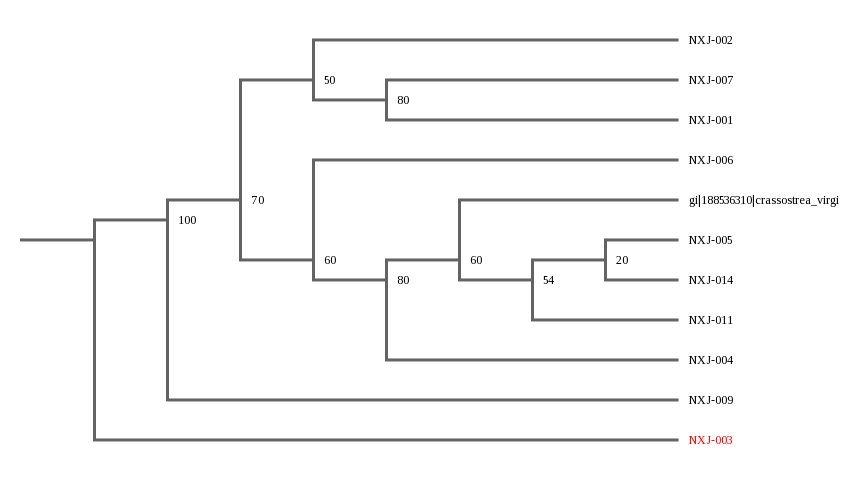 NXJ-002
50
NXJ-007
80
NXJ-001
NXJ-006
70
gi|188536310|crassostrea_virgi
100
NXJ-005
60
60
20
NXJ-014
80
54
NXJ-011
NXJ-004
NXJ-009
NXJ-003